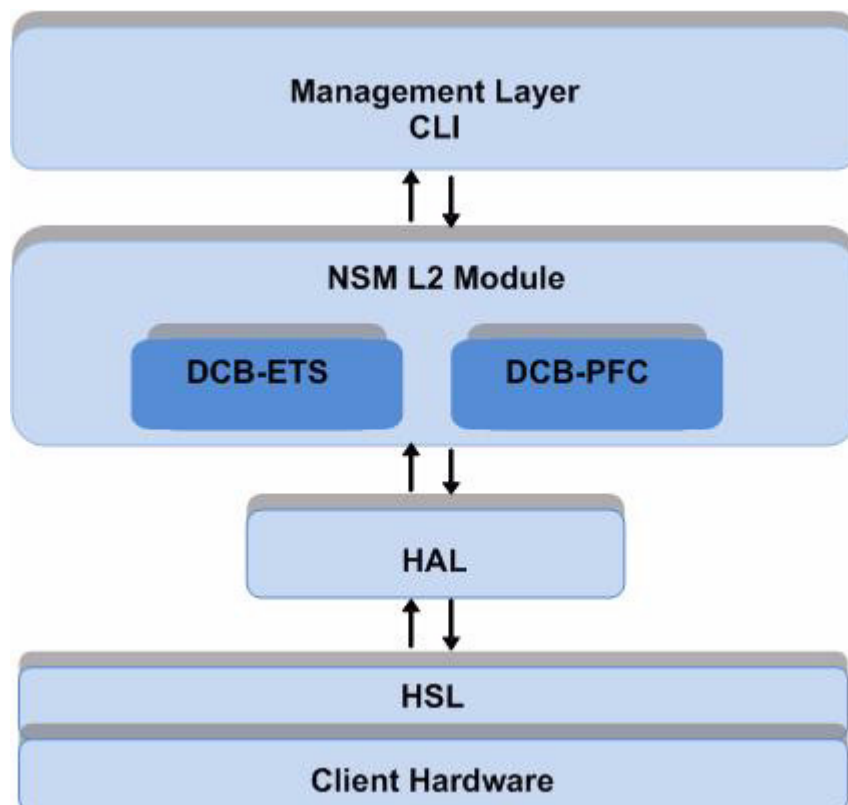 Management Layer
CLI
NSM L2 Module
DCB-ETS
DCB-PFC
HAL
HSL
Client Hardware